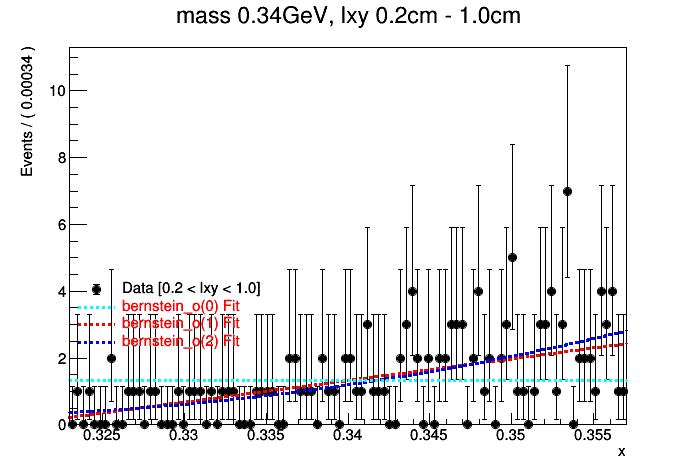 mass 0.34GeV, lxy 0.2cm - 1.0cm
Events / ( 0.00034 )
10
8
6
4
2
0
Data [0.2 < lxy < 1.0]
bernstein_o(0) Fit
bernstein_o(1) Fit
bernstein_o(2) Fit
0.325 0.33 0.335 0.34 0.345 0.35 0.355
x